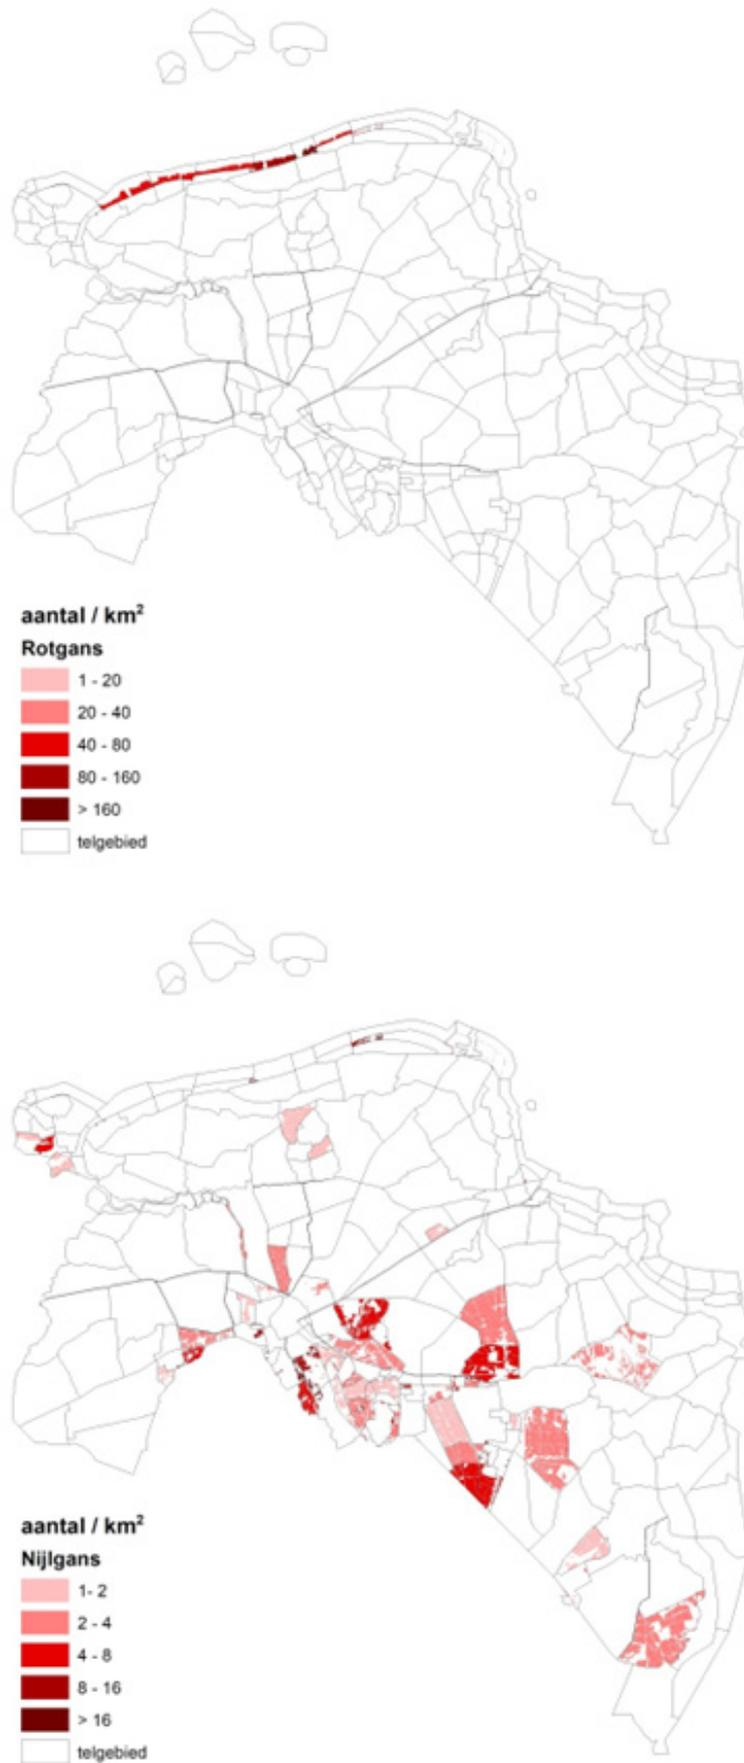 aantal / km²
Rotgans
1 - 20
20 - 40
40 - 80
80 - 160
> 160
telgebied
aantal / km²
Nijlgans
1- 2
2 - 4
4 - 8
8 - 16
> 16
telgebied